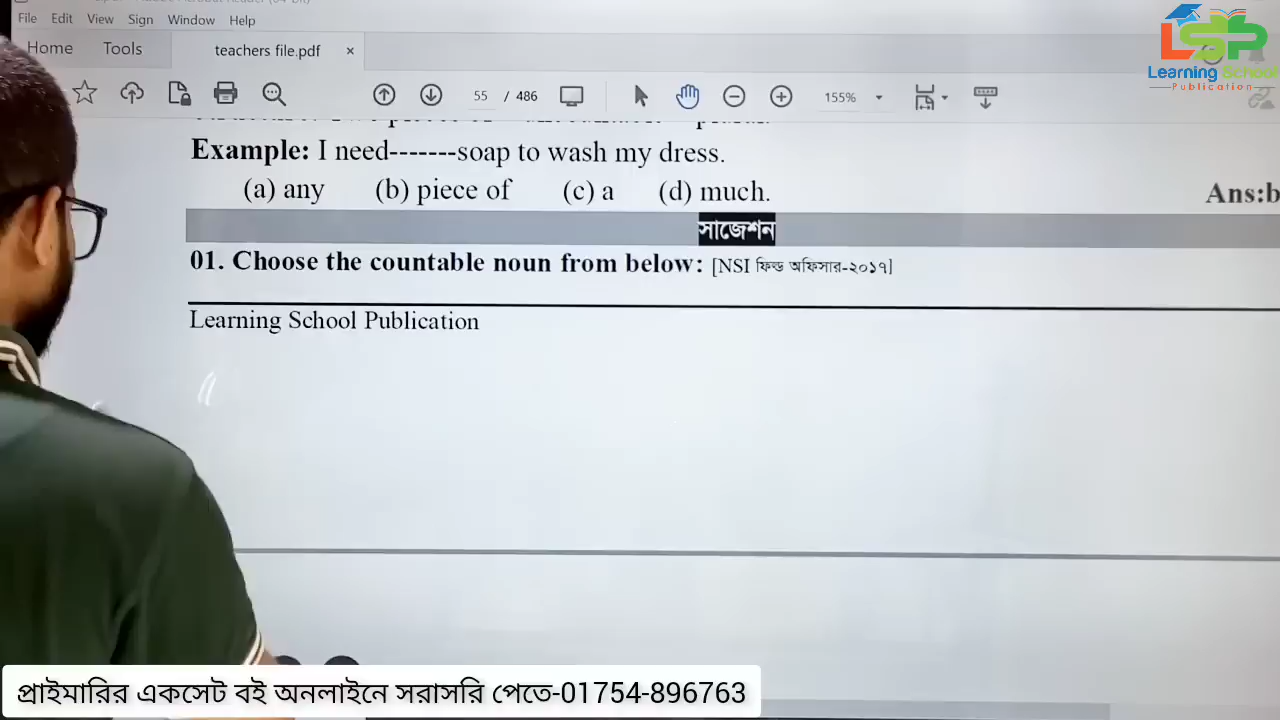 File Edit View Sign Window Help
Home Tools teachers file.pdf ×
55 / 486 155%
Learning School
Publication
Example: I need-------soap to wash my dress.
(a) any (b) piece of (c) a (d) much. Ans:b
সাজেশন
01. Choose the countable noun from below: [NSI ফিল্ড অফিসার-২০১৭]
Learning School Publication
প্রাইমারির একসেট বই অনলাইনে সরাসরি পেতে-01754-896763